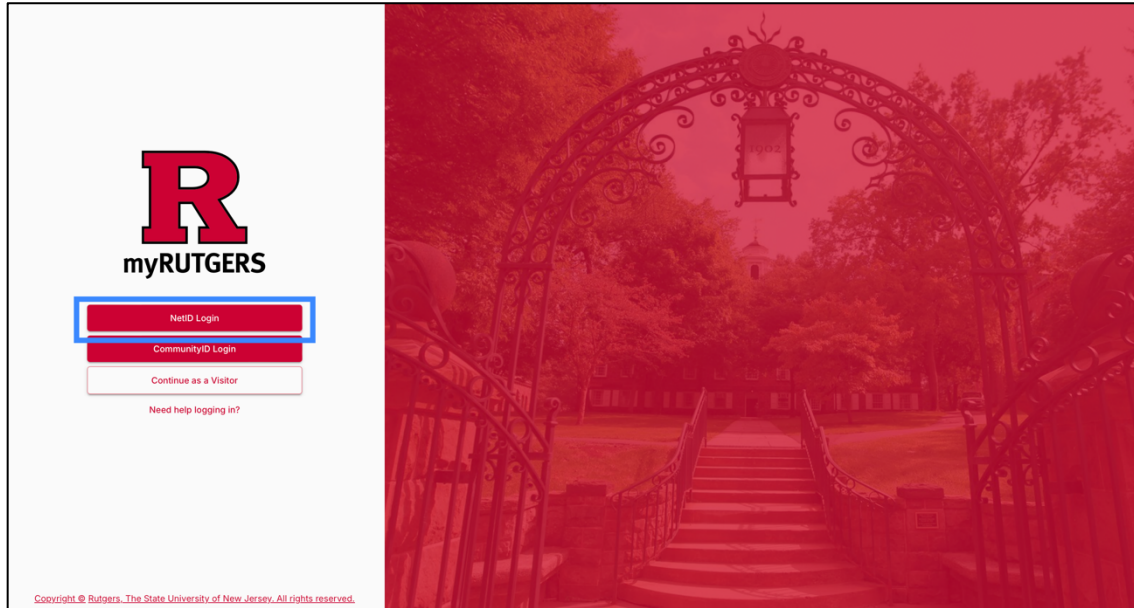 R
myRUTGERS
NetID Login
CommunityID Login
Continue as a Visitor
Need help logging in?
Copyright © Rutgers, The State University of New Jersey, All rights reserved.
1902